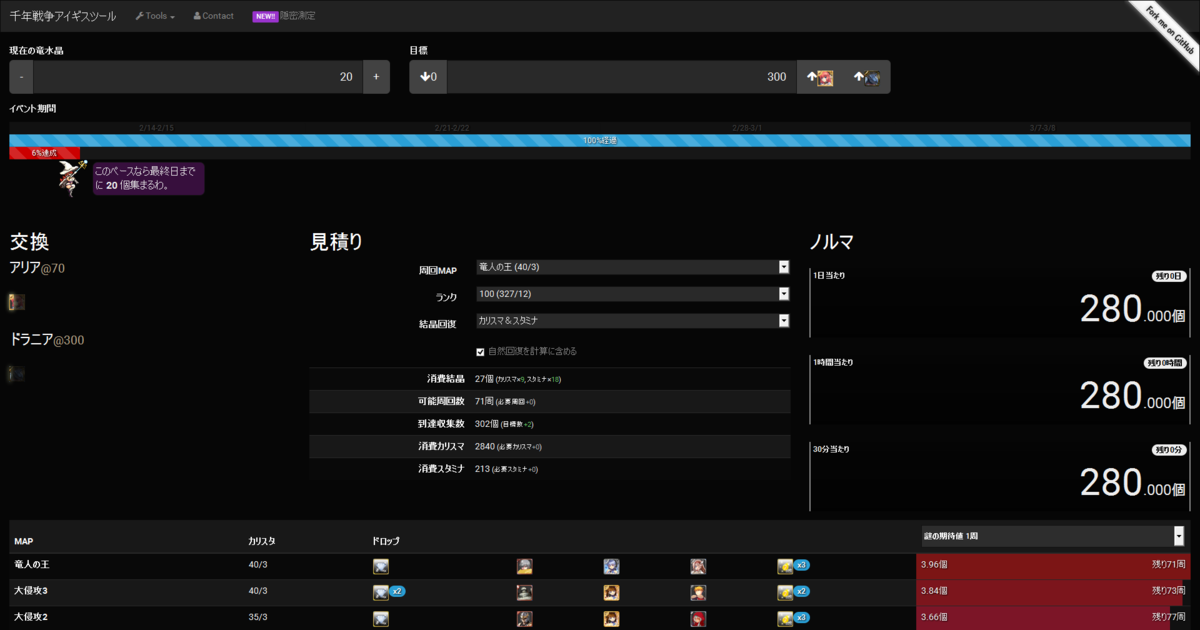 千年戦争アイギスツール Tools Contact NEW!! 隠密測定
Fork me on GitHub
現在の竜水晶 目標
- 20 + 0 300
イベント期間
2/14-2/15 2/21-2/22 2/28-3/1 3/7-3/8
100%経過
6%達成
このペースなら最終日まで
に 20 個集まるわ。
交換
アリア@70
ドラニア@300
見積り
周回MAP 竜人の王 (40/3)
ランク 100 (327/12)
結晶回復 カリスマ＆スタミナ
自然回復を計算に含める
消費結晶 27個 (カリスマ×9,スタミナ×18)
可能周回数 71周 (必要周回+0)
到達収集数 302個 (目標数+2)
消費カリスマ 2840 (必要カリスマ+0)
消費スタミナ 213 (必要スタミナ+0)
ノルマ
1日当たり 残り0日
280.000個
1時間当たり 残り0時間
280.000個
30分当たり 残り0分
280.000個
MAP カリスタ ドロップ 謎の期待値 1周
竜人の王 40/3 x3 3.96個 残り71周
大侵攻3 40/3 x2 x2 3.84個 残り73周
大侵攻2 35/3 x3 3.66個 残り77周